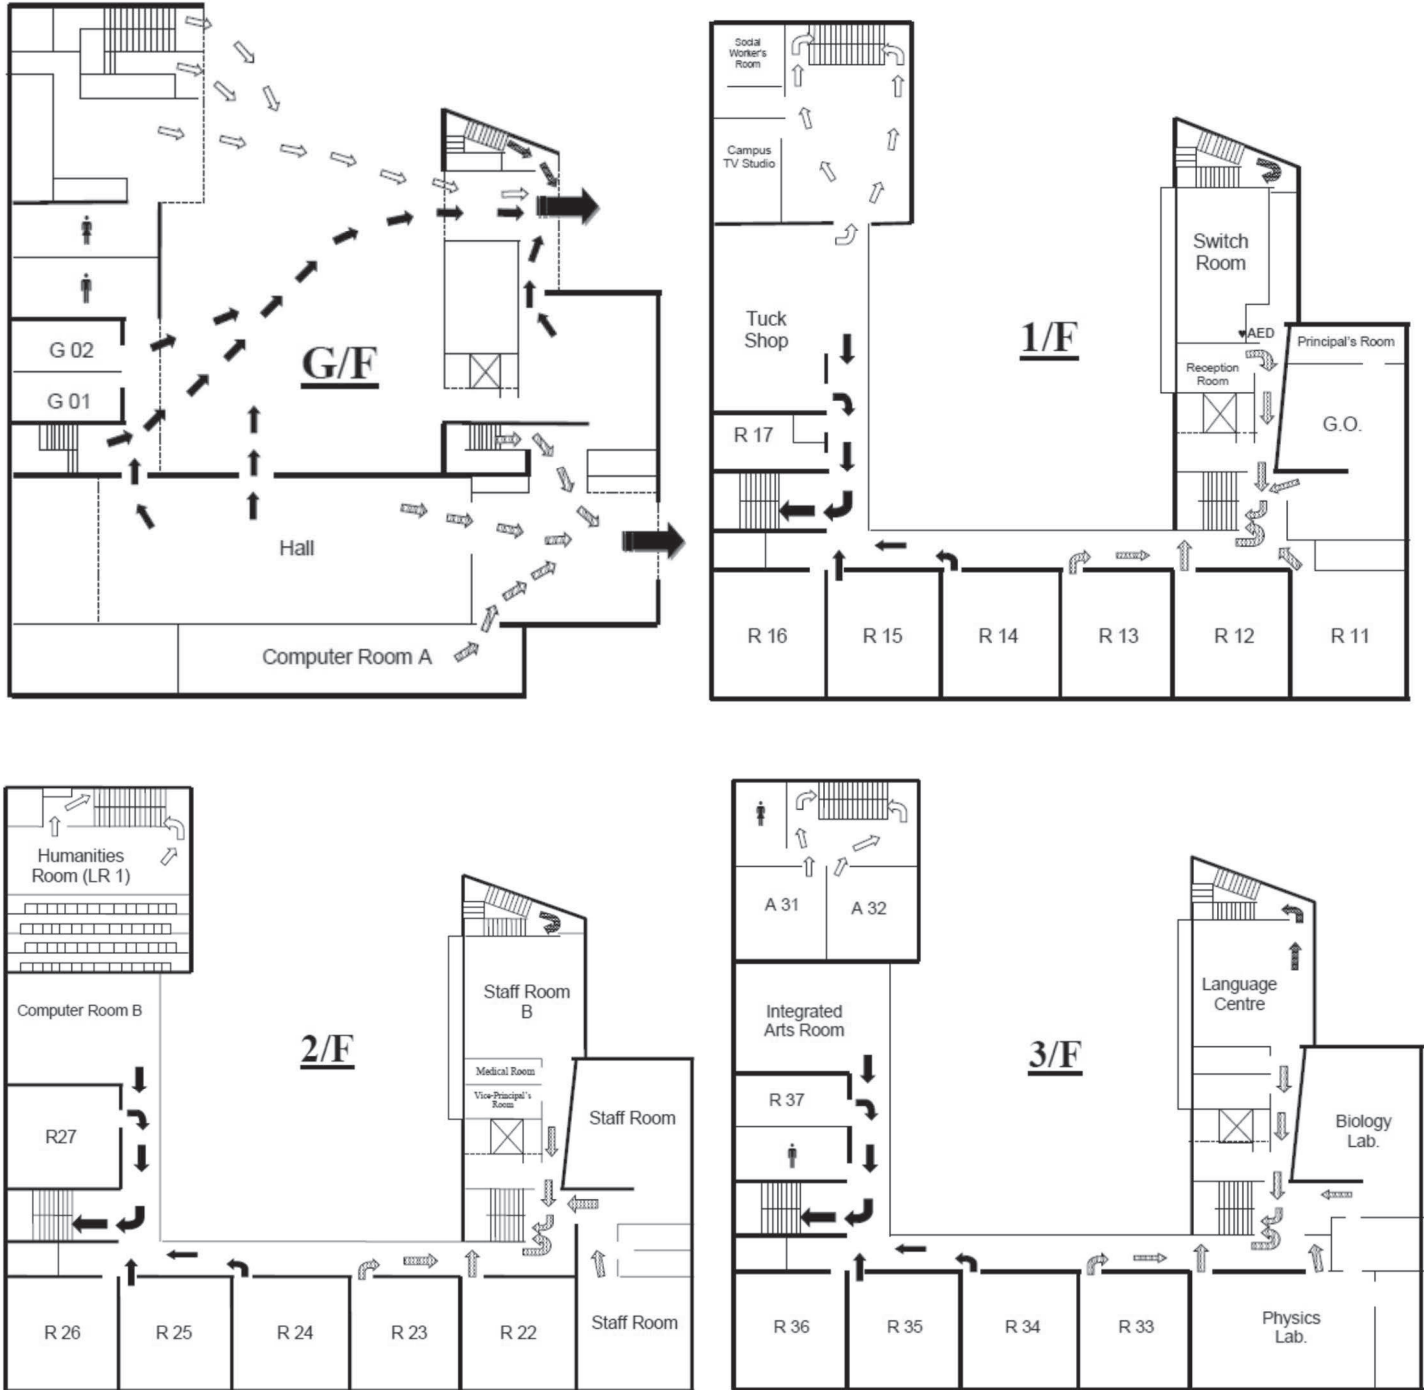 G 02
G 01
G/F
Hall
Computer Room A
Social
Worker's
Room
Campus
TV Studio
Tuck
Shop
R 17
1/F
Switch
Room
♥AED
Principal's Room
Reception
Room
G.O.
R 16
R 15
R 14
R 13
R 12
R 11
Humanities
Room (LR 1)
Computer Room B
R27
2/F
Staff Room
B
Medical Room
Vice-Principal's
Room
Staff Room
R 26
R 25
R 24
R 23
R 22
Staff Room
A 31
A 32
Integrated
Arts Room
R 37
3/F
Language
Centre
Biology
Lab.
R 36
R 35
R 34
R 33
Physics
Lab.